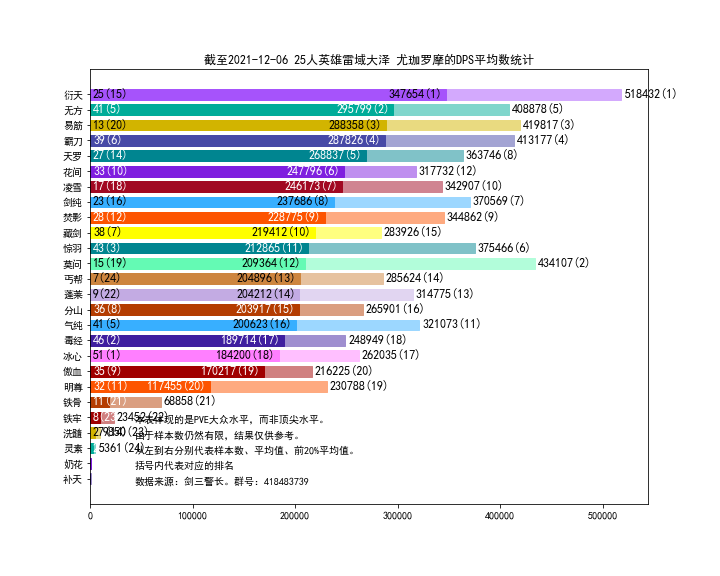 截至2021-12-06 25人英雄雷域大泽 尤珈罗摩的DPS平均数统计
衍天 25(15) 347654(1) 518432(1)
无方 41(5) 295799(2) 408878(5)
易筋 13(20) 288358(3) 419817(3)
霸刀 39(6) 287826(4) 413177(4)
天罗 27(14) 268837(5) 363746(8)
花间 33(10) 247796(6) 317732(12)
凌雪 17(18) 246173(7) 342907(10)
剑纯 23(16) 237686(8) 370569(7)
焚影 28(12) 228775(9) 344862(9)
藏剑 38(7) 219412(10) 283926(15)
惊羽 43(3) 212865(11) 375466(6)
莫问 15(19) 209364(12) 434107(2)
丐帮 7(24) 204896(13) 285624(14)
蓬莱 9(22) 204212(14) 314775(13)
分山 36(8) 203917(15) 265901(16)
气纯 41(5) 200623(16) 321073(11)
毒经 46(2) 189714(17) 248949(18)
冰心 51(1) 184200(18) 262035(17)
傲血 35(9) 170217(19) 216225(20)
明尊 32(11) 117455(20) 230788(19)
铁骨 11(21) 68858(21)
铁牢 8 23452(22)
本表体现的是PVE大众水平，而非顶尖水平。
洗髓
由于样本数仍然有限，结果仅供参考。
灵素 5361(24)
从左到右分别代表样本数、平均值、前20%平均值。
奶花
括号内代表对应的排名
补天
数据来源：剑三警长。群号：418483739
0 100000 200000 300000 400000 500000